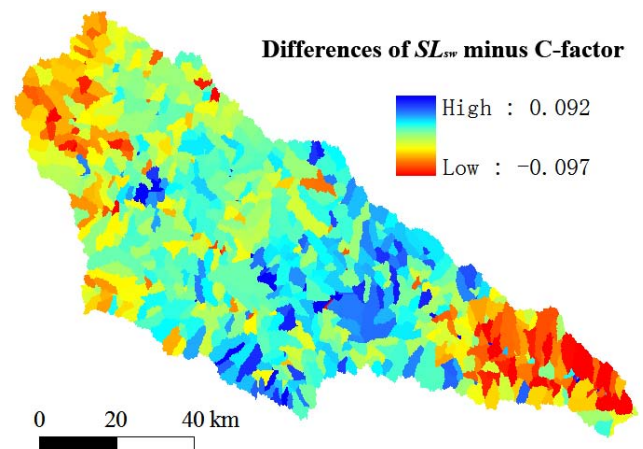 Differences of SLsw minus C-factor
High : 0.092
Low : -0.097
0 20 40 km